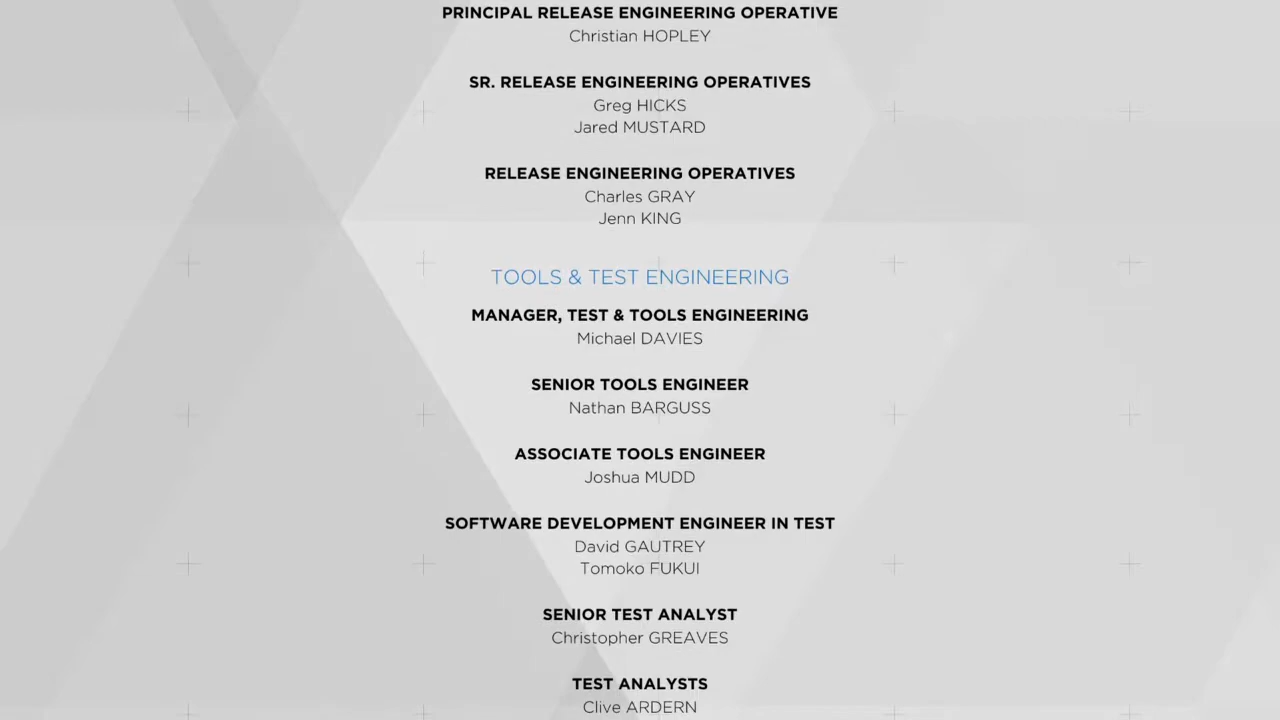 PRINCIPAL RELEASE ENGINEERING OPERATIVE
Christian HOPLEY
SR. RELEASE ENGINEERING OPERATIVES
Greg HICKS
Jared MUSTARD
RELEASE ENGINEERING OPERATIVES
Charles GRAY
Jenn KING
TOOLS & TEST ENGINEERING
MANAGER, TEST & TOOLS ENGINEERING
Michael DAVIES
SENIOR TOOLS ENGINEER
Nathan BARGUSS
ASSOCIATE TOOLS ENGINEER
Joshua MUDD
SOFTWARE DEVELOPMENT ENGINEER IN TEST
David GAUTREY
Tomoko FUKUI
SENIOR TEST ANALYST
Christopher GREAVES
TEST ANALYSTS
Clive ARDERN